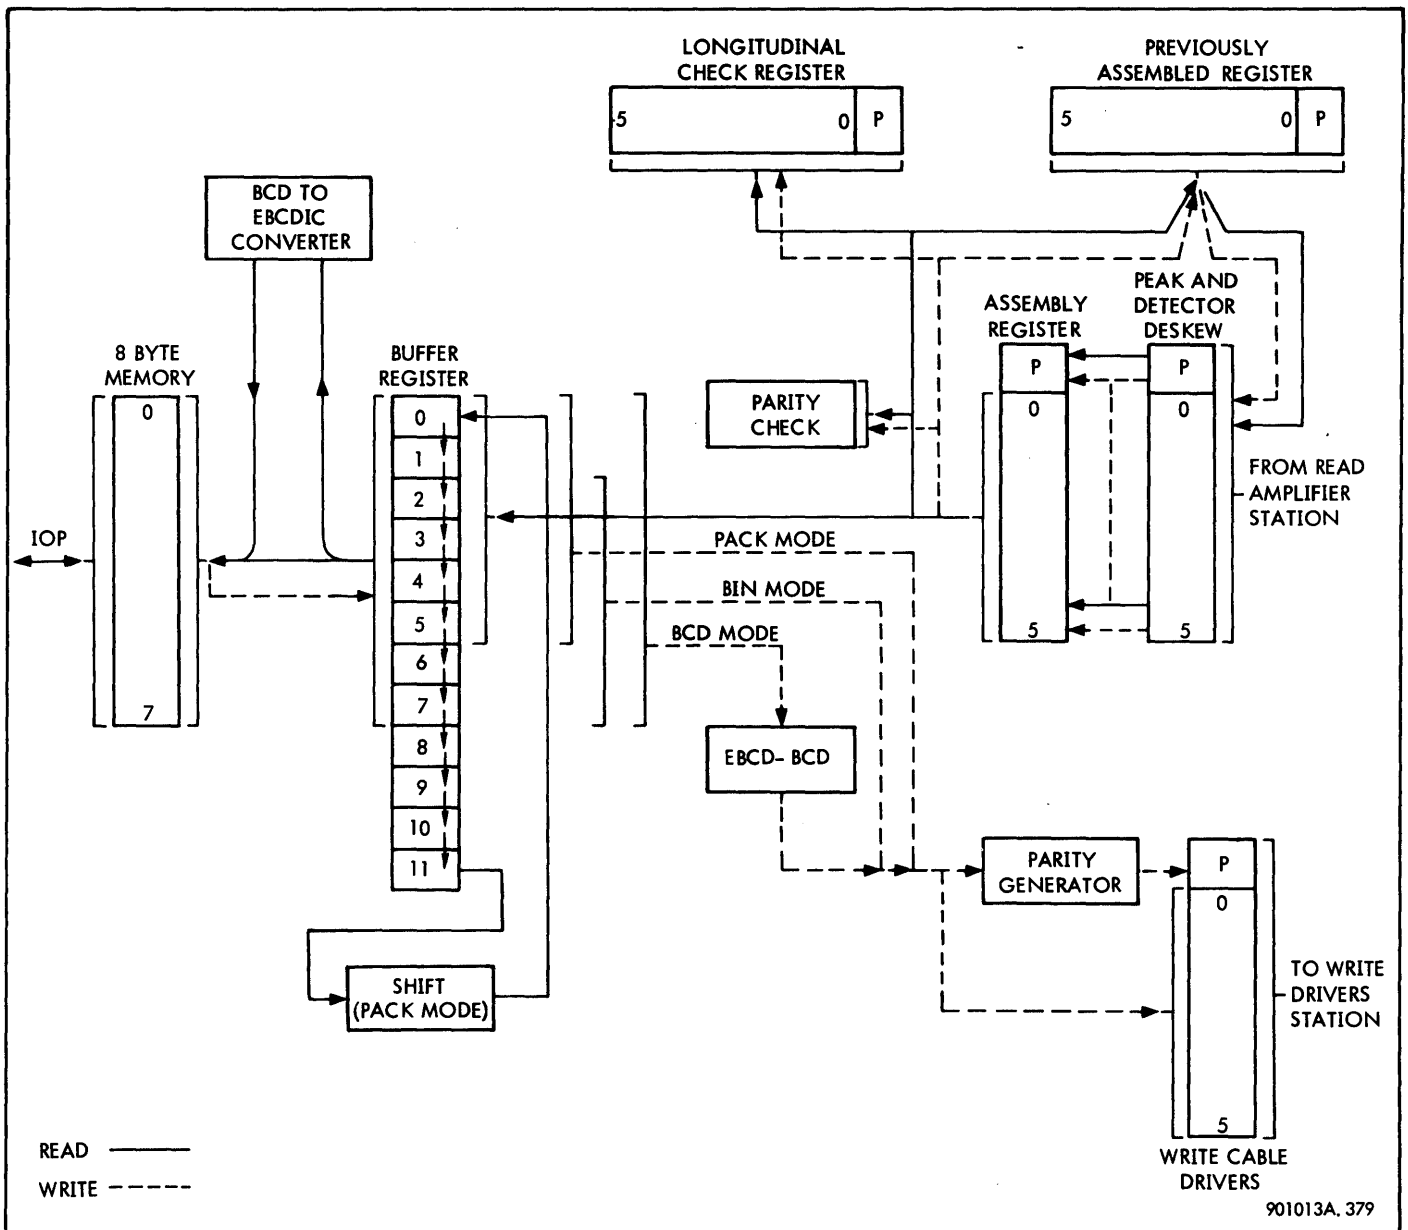 LONGITUDINAL
CHECK REGISTER
5 0 P
PREVIOUSLY
ASSEMBLED REGISTER
5 0 P
BCD TO
EBCDIC
CONVERTER
8 BYTE
MEMORY
0
7
IOP
BUFFER
REGISTER
0
1
2
3
4
5
6
7
8
9
10
11
SHIFT
(PACK MODE)
PARITY
CHECK
ASSEMBLY
REGISTER
P
0
5
PEAK AND
DETECTOR
DESKEW
P
0
5
FROM READ
AMPLIFIER
STATION
PACK MODE
BIN MODE
BCD MODE
EBCD-BCD
PARITY
GENERATOR
P
0
5
TO WRITE
DRIVERS
STATION
WRITE CABLE
DRIVERS
READ
WRITE
901013A. 379